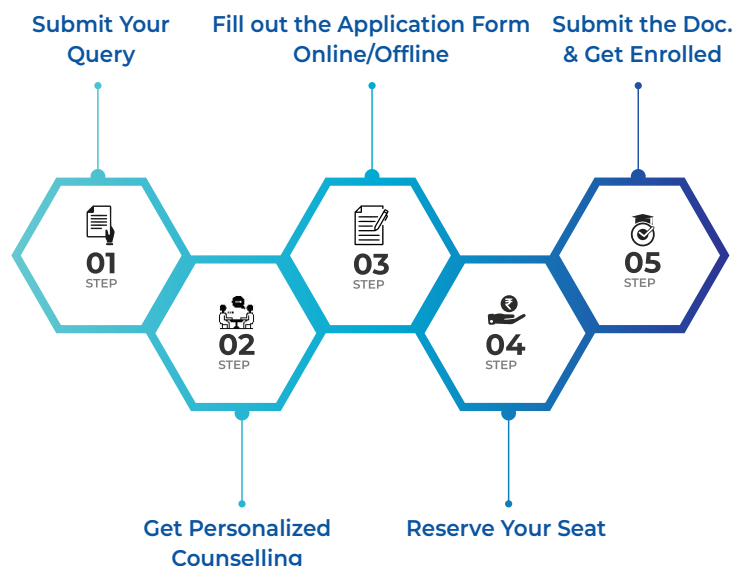 Submit Your
Query
Fill out the Application Form
Online/Offline
Submit the Doc.
& Get Enrolled
01
STEP
02
STEP
03
STEP
04
STEP
05
STEP
Get Personalized
Counselling
Reserve Your Seat